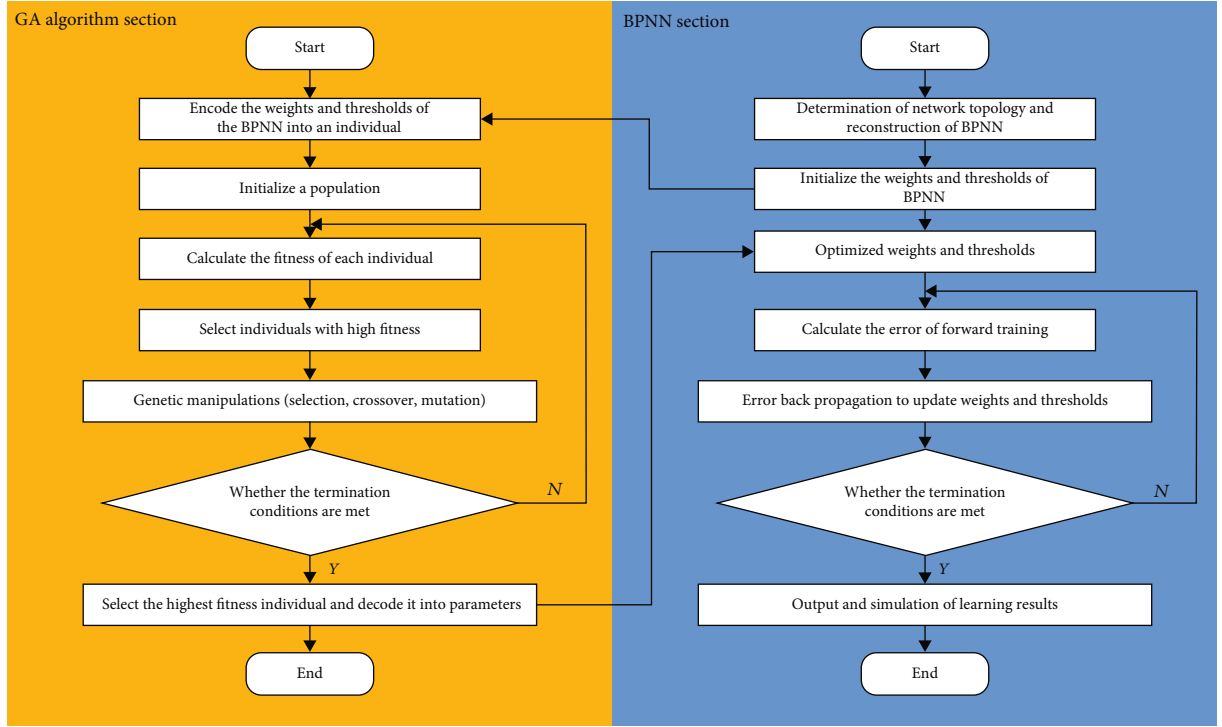 GA algorithm section
Start
Encode the weights and thresholds of
the BPNN into an individual
Initialize a population
Calculate the fitness of each individual
Select individuals with high fitness
Genetic manipulations (selection, crossover, mutation)
Whether the termination
conditions are met
N
Y
Select the highest fitness individual and decode it into parameters
End
BPNN section
Start
Determination of network topology and
reconstruction of BPNN
Initialize the weights and thresholds of
BPNN
Optimized weights and thresholds
Calculate the error of forward training
Error back propagation to update weights and thresholds
Whether the termination
conditions are met
N
Y
Output and simulation of learning results
End